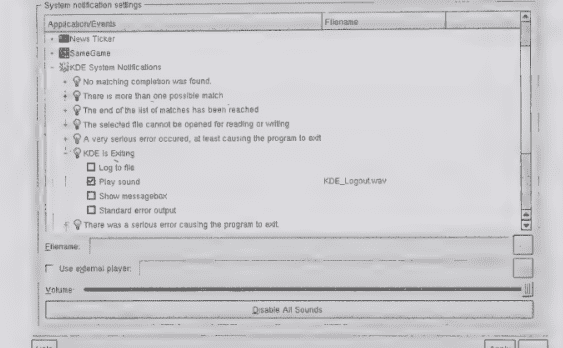 System notification settings
Application/Events Filename
News Ticker
SameGame
KDE System Notifications
No matching completion was found.
There is more than one possible match
The end of the list of matches has been reached
The selected file cannot be opened for reading or writing
A very serious error occured, at least causing the program to exit
KDE is Exiting
Log to file
Play sound KDE_Logout.wav
Show messagebox
Standard error output
There was a serious error causing the program to exit
Filename:
Use external player:
Volume:
Disable All Sounds